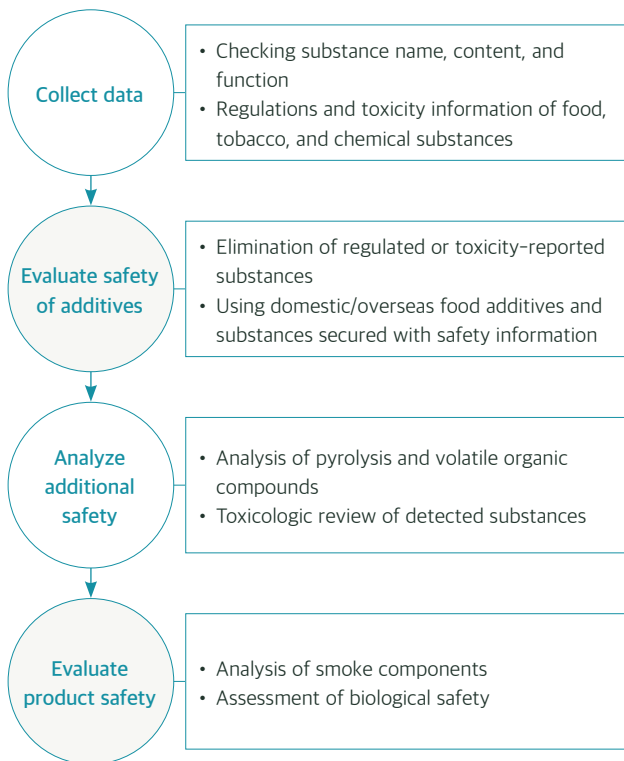 Collect data
• Checking substance name, content, and
function
• Regulations and toxicity information of food,
tobacco, and chemical substances
Evaluate safety
of additives
• Elimination of regulated or toxicity-reported
substances
• Using domestic/overseas food additives and
substances secured with safety information
Analyze
additional
safety
• Analysis of pyrolysis and volatile organic
compounds
• Toxicologic review of detected substances
Evaluate
product safety
• Analysis of smoke components
• Assessment of biological safety